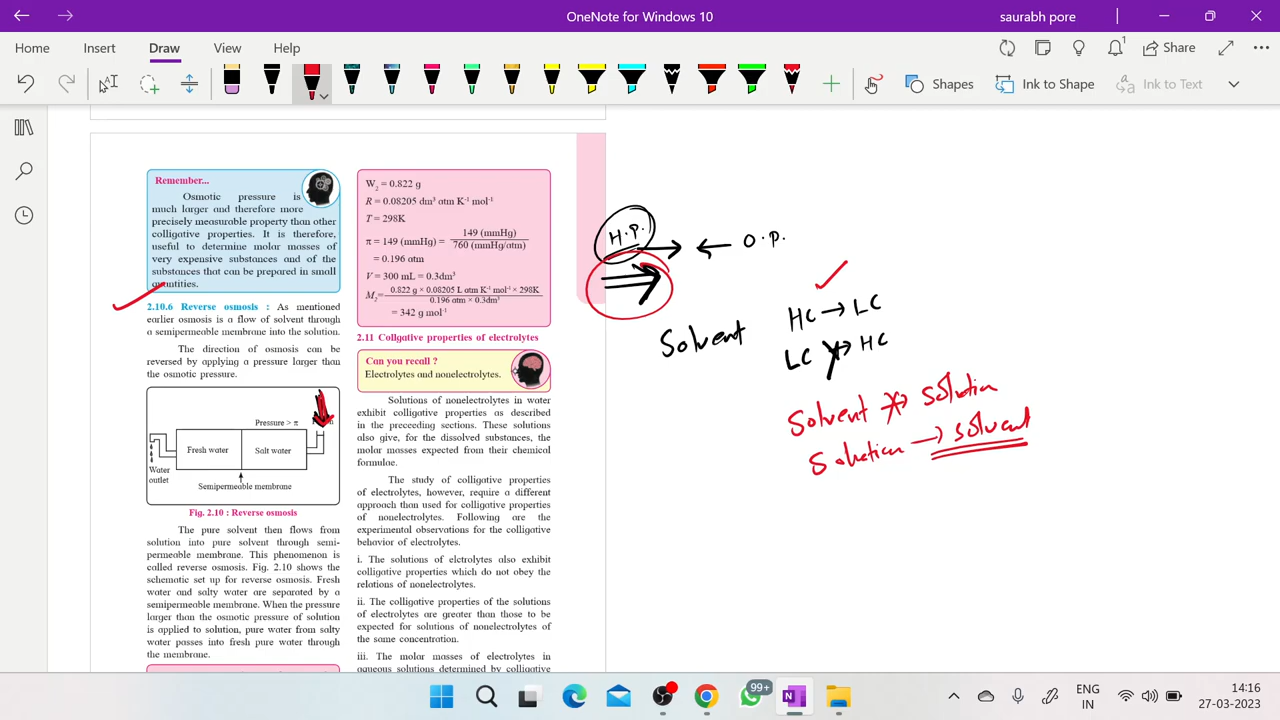 OneNote for Windows 10
saurabh pore
Home
Insert
Draw
View
Help
Share
Shapes
Ink to Shape
Ink to Text
Remember...
Osmotic pressure is
much larger and therefore more
precisely measurable property than other
colligative properties. It is, therefore,
useful to determine molar masses of
very expensive substances and of the
substances that can be prepared in small
quantities.
2.10.6 Reverse osmosis : As mentioned
earlier osmosis is a flow of solvent through
a semipermeable membrane into the solution.
The direction of osmosis can be
reversed by applying a pressure larger than
the osmotic pressure.
Pressure > π
Fresh water
Salt water
Water
outlet
Semipermeable membrane
Fig. 2.10 : Reverse osmosis
The pure solvent then flows from
solution into pure solvent through semi-
permeable membrane. This phenomenon is
called reverse osmosis. Fig. 2.10 shows the
schematic set up for reverse osmosis. Fresh
water and salty water are separated by a
semipermeable membrane. When the pressure
larger than the osmotic pressure of solution
is applied to solution, pure water from salty
water passes into fresh pure water through
the membrane.
W₂ = 0.822 g
R = 0.08205 dm³ atm K⁻¹ mol⁻¹
T = 298K
π = 149 (mmHg) = 149 (mmHg) / 760 (mmHg/atm)
= 0.196 atm
V = 300 mL = 0.3dm³
M₂= 0.822 g × 0.08205 L atm K⁻¹ mol⁻¹ × 298K / 0.196 atm × 0.3dm³
= 342 g mol⁻¹
2.11 Collgative properties of electrolytes
Can you recall ?
Electrolytes and nonelectrolytes.
Solutions of nonelectrolytes in water
exhibit colligative properties as described
in the preceeding sections. These solutions
also give, for the dissolved substances, the
molar masses expected from their chemical
formulae.
The study of colligative properties
of electrolytes, however, require a different
approach than used for colligative properties
of nonelectrolytes. Following are the
experimental observations for the colligative
behavior of electrolytes.
i. The solutions of elctrolytes also exhibit
colligative properties which do not obey the
relations of nonelectrolytes.
ii. The colligative properties of the solutions
of electrolytes are greater than those to be
expected for solutions of nonelectrolytes of
the same concentration.
iii. The molar masses of electrolytes in
aqueous solutions determined by colligative
H.P. → ← O.P.
Solvent
HC → LC
LC → HC
Solvent → solution
Solution → solvent
99+
ENG
IN
14:16
27-03-2023